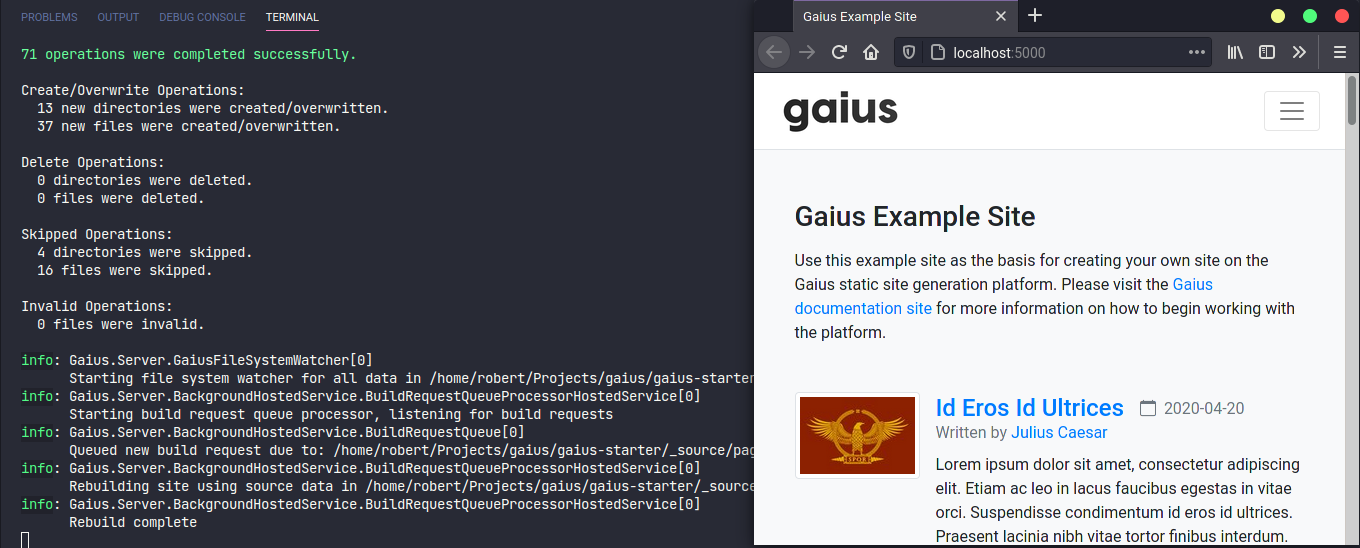 PROBLEMS OUTPUT DEBUG CONSOLE TERMINAL
71 operations were completed successfully.
Create/Overwrite Operations:
13 new directories were created/overwritten.
37 new files were created/overwritten.
Delete Operations:
0 directories were deleted.
0 files were deleted.
Skipped Operations:
4 directories were skipped.
16 files were skipped.
Invalid Operations:
0 files were invalid.
info: Gaius.Server.GaiusFileSystemWatcher[0]
Starting file system watcher for all data in /home/robert/Projects/gaius/gaius-starter
info: Gaius.Server.BackgroundHostedService.BuildRequestQueueProcessorHostedService[0]
Starting build request queue processor, listening for build requests
info: Gaius.Server.BackgroundHostedService.BuildRequestQueue[0]
Queued new build request due to: /home/robert/Projects/gaius/gaius-starter/_source/pag
info: Gaius.Server.BackgroundHostedService.BuildRequestQueueProcessorHostedService[0]
Rebuilding site using source data in /home/robert/Projects/gaius/gaius-starter/_source
info: Gaius.Server.BackgroundHostedService.BuildRequestQueueProcessorHostedService[0]
Rebuild complete
Gaius Example Site
localhost:5000
gaius
Gaius Example Site
Use this example site as the basis for creating your own site on the
Gaius static site generation platform. Please visit the Gaius
documentation site for more information on how to begin working with
the platform.
SPQR
Id Eros Id Ultrices 2020-04-20
Written by Julius Caesar
Lorem ipsum dolor sit amet, consectetur adipiscing
elit. Etiam ac leo in lacus faucibus egestas in vitae
orci. Suspendisse condimentum id eros id ultrices.
Praesent lacinia nibh vitae tortor finibus interdum.